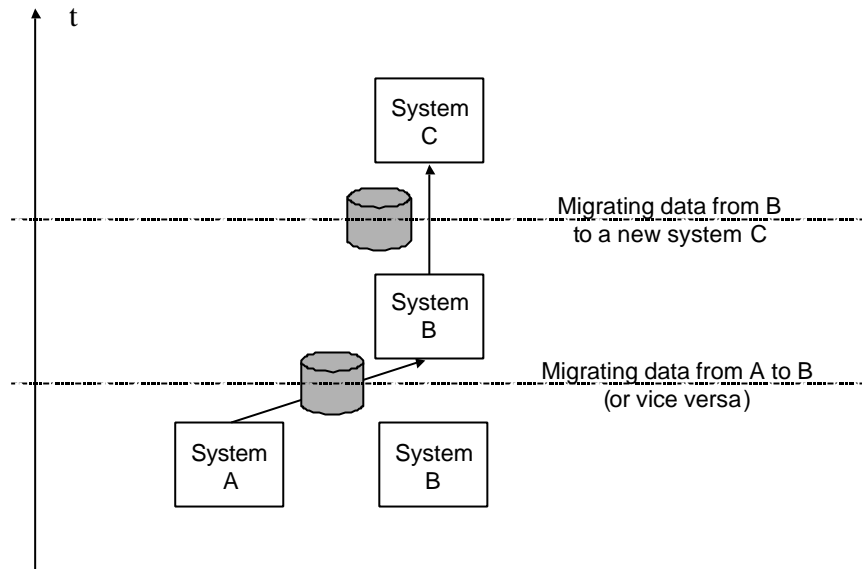 t
System
C
Migrating data from B
to a new system C
System
B
Migrating data from A to B
(or vice versa)
System
A
System
B